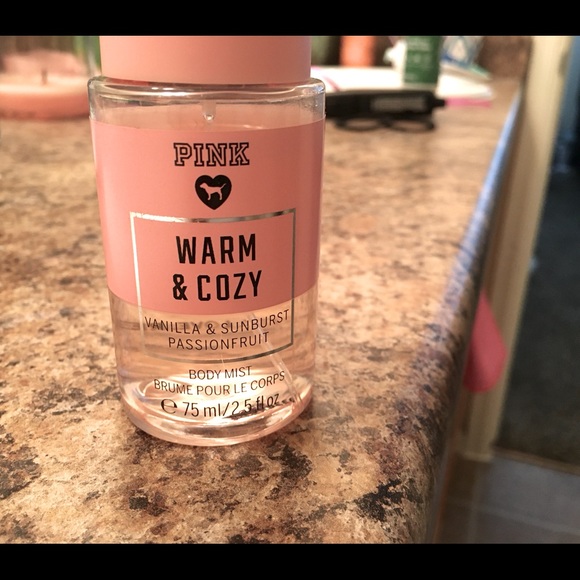 PINK
WARM
& COZY
VANILLA & SUNBURST
PASSIONFRUIT
BODY MIST
BRUME POUR LE CORPS
℮ 75 ml/2.5 fl oz